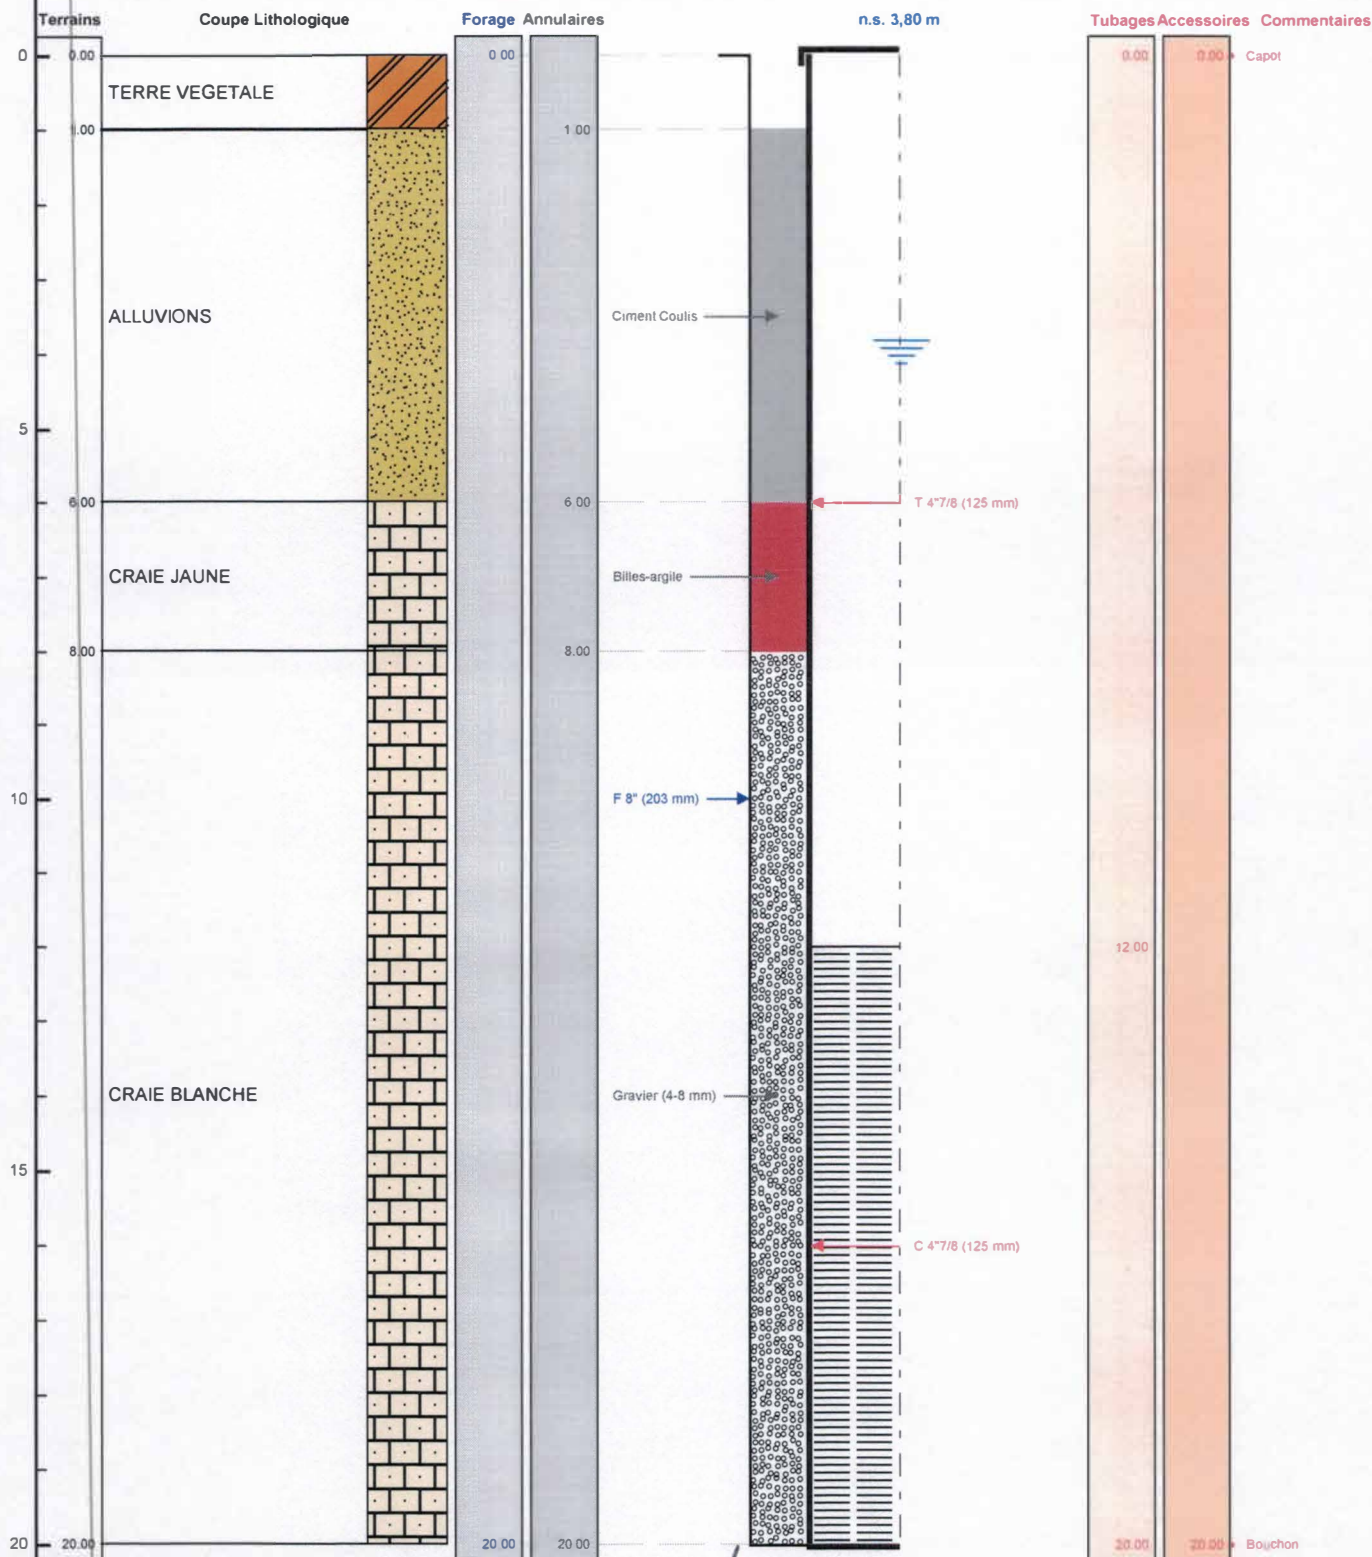 Terrains Coupe Lithologique Forage Annulaires n.s. 3,80 m Tubages Accessoires Commentaires
0 0.00 0 00 0.00 0.00 Capot
TERRE VEGETALE
1.00 1 00
ALLUVIONS Ciment Coulis
5
6.00 6 00 T 4"7/8 (125 mm)
CRAIE JAUNE Billes-argile
8.00 8.00
10 F 8" (203 mm)
12.00
CRAIE BLANCHE Gravier (4-8 mm)
15
C 4"7/8 (125 mm)
20 20.00 20 00 20 00 20.00 20.00 Bouchon